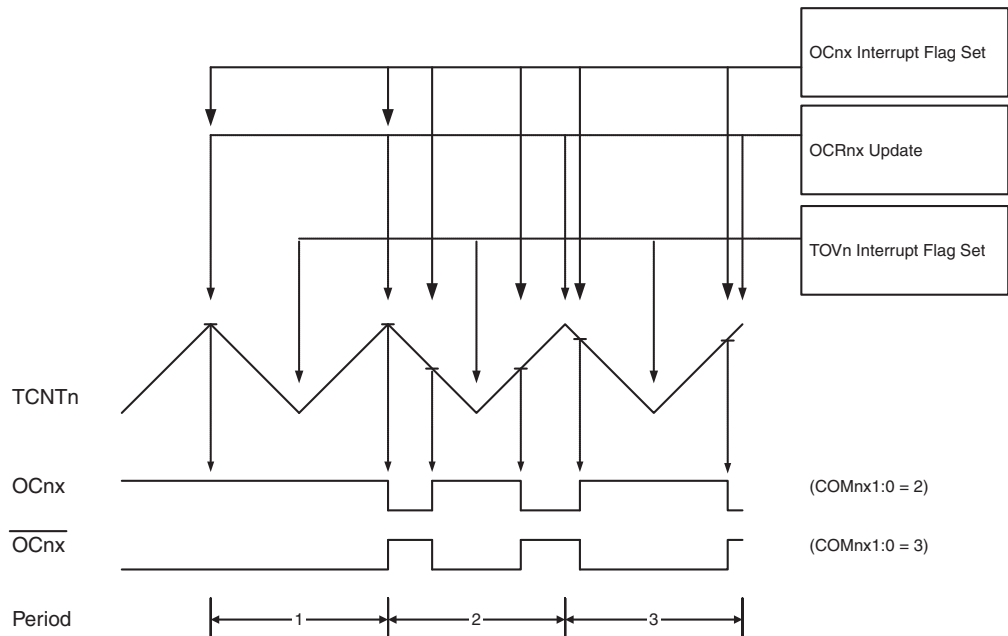 OCnx Interrupt Flag Set
OCRnx Update
TOVn Interrupt Flag Set
TCNTn
OCnx
(COMnx1:0 = 2)
OCnx
(COMnx1:0 = 3)
Period
1
2
3